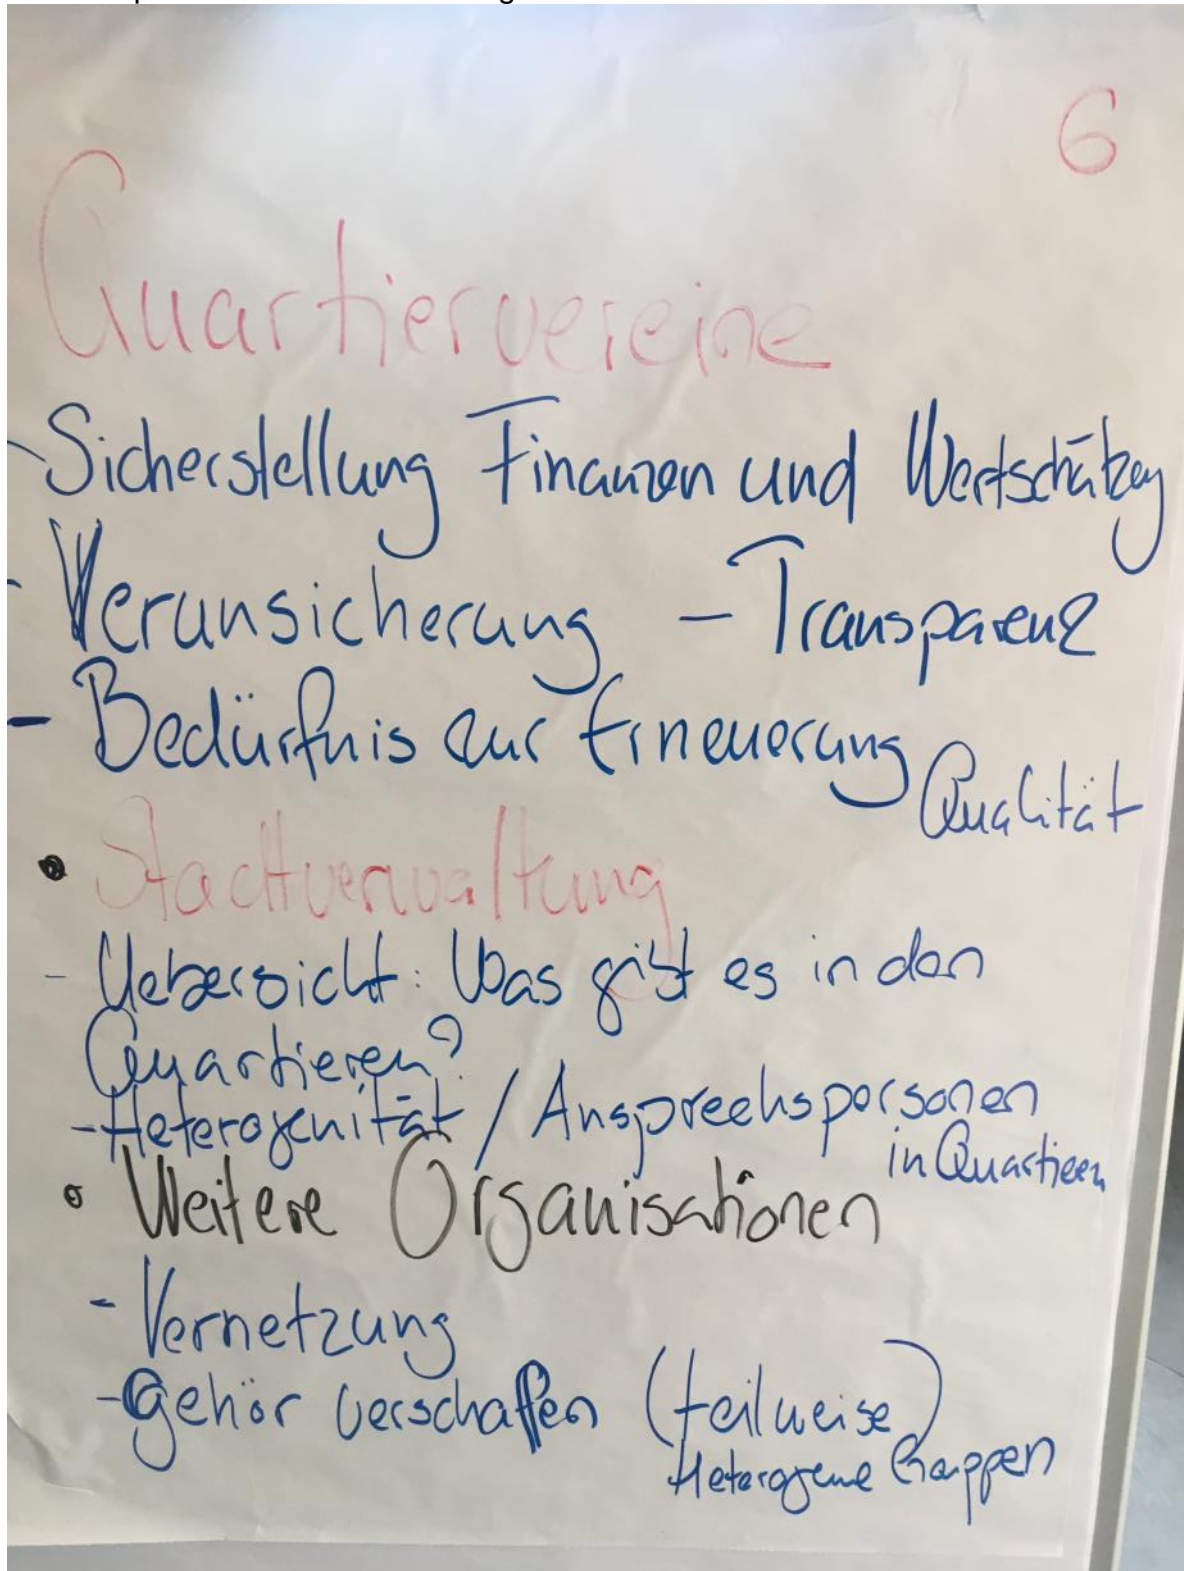 6
Quartiervereine
- Sicherstellung Finanzen und Wertschätzung
- Verunsicherung - Transparenz
- Bedürfnis zur Erneuerung
Qualität
• Stadtverwaltung
- Uebersicht: Was gibt es in den
Quartieren?
- Heterogenität / Ansprechspersonen
in Quartieren
• Weitere Organisationen
- Vernetzung
- gehör verschaffen (teilweise)
Heterogene Gruppen